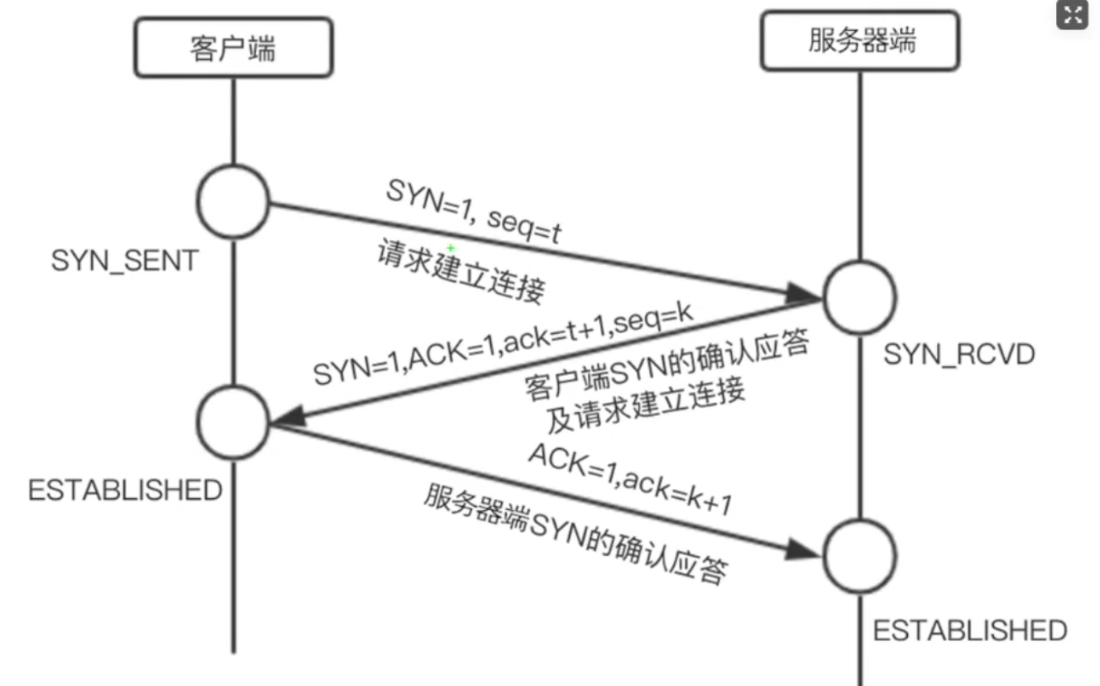 客户端
服务器端
SYN=1, seq=t
请求建立连接
SYN_SENT
SYN=1,ACK=1,ack=t+1,seq=k
客户端SYN的确认应答
及请求建立连接
SYN_RCVD
ACK=1,ack=k+1
服务器端SYN的确认应答
ESTABLISHED
ESTABLISHED